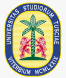 UNIVERSITAS STUDIORUM TUSCIAE
VITERBIUM MCMLXXIX